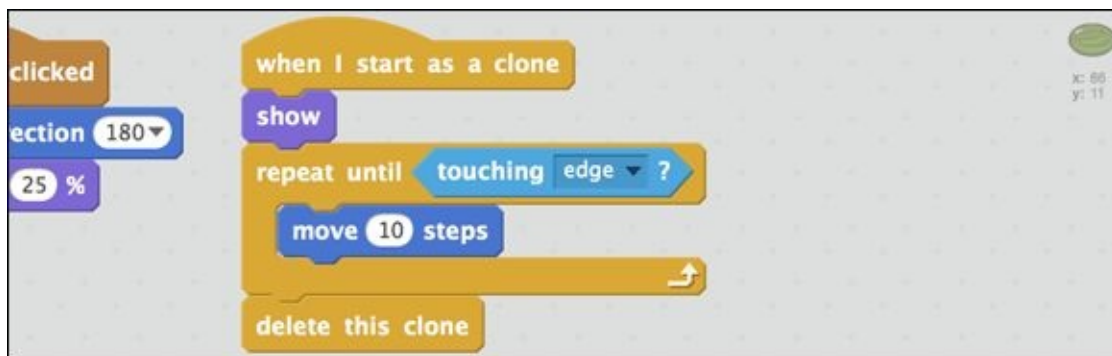 clicked
ection 180
25 %
when I start as a clone
show
repeat until touching edge ?
move 10 steps
delete this clone
x: 66
y: 11